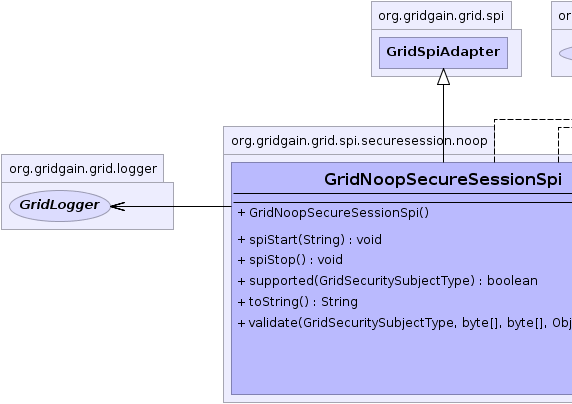 org.gridgain.grid.spi
or
GridSpiAdapter
org.gridgain.grid.spi.securesession.noop
org.gridgain.grid.logger
GridLogger
GridNoopSecureSessionSpi
+ GridNoopSecureSessionSpi()
+ spiStart(String) : void
+ spiStop() : void
+ supported(GridSecuritySubjectType) : boolean
+ toString() : String
+ validate(GridSecuritySubjectType, byte[], byte[], Obj